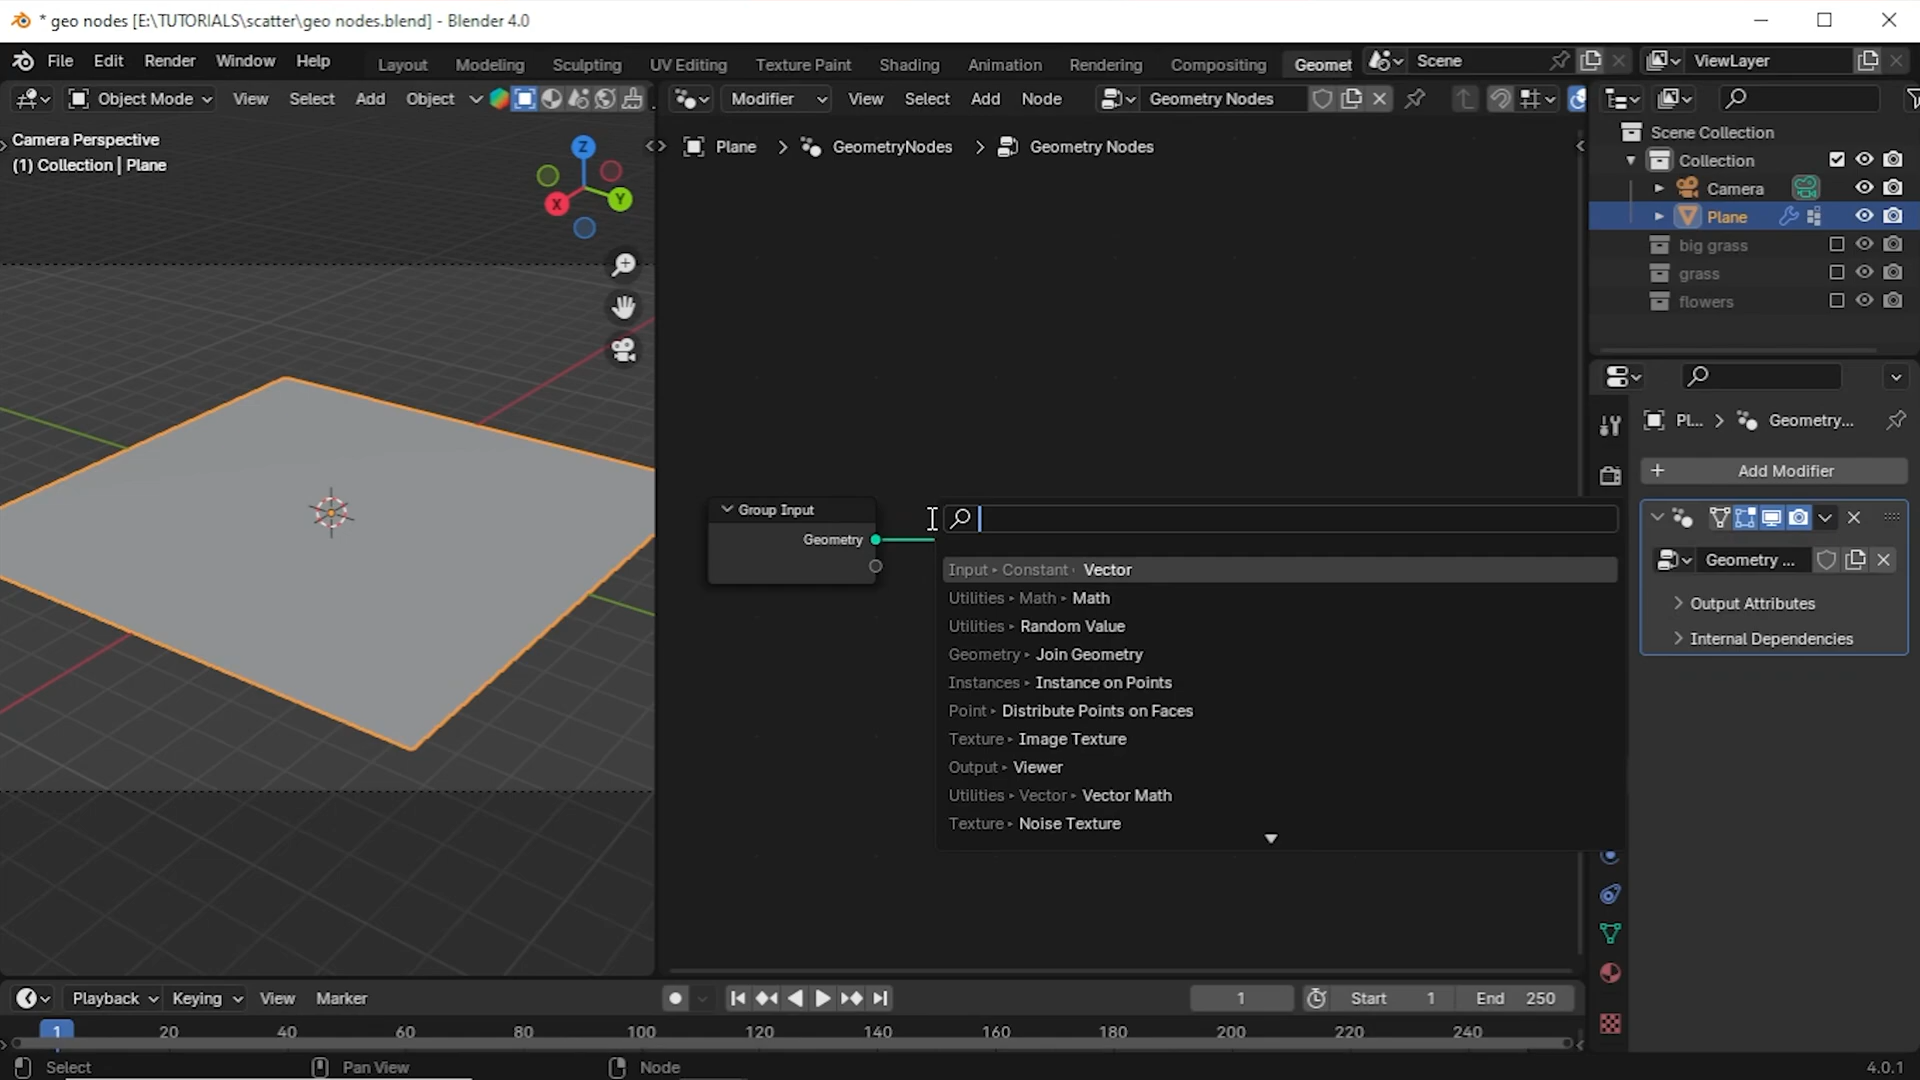 * geo nodes [E:\TUTORIALS\scatter\geo nodes.blend] - Blender 4.0
File Edit Render Window Help Layout Modeling Sculpting UV Editing Texture Paint Shading Animation Rendering Compositing Geomet Scene ViewLayer
Object Mode View Select Add Object Modifier View Select Add Node Geometry Nodes
Camera Perspective
(1) Collection | Plane
Z
Y
X
Plane > GeometryNodes > Geometry Nodes
Scene Collection
Collection
Camera
Plane
big grass
grass
flowers
Pl... > Geometry...
+ Add Modifier
Geometry ...
Output Attributes
Internal Dependencies
Group Input
Geometry
Input ▸ Constant ▸ Vector
Utilities ▸ Math ▸ Math
Utilities ▸ Random Value
Geometry ▸ Join Geometry
Instances ▸ Instance on Points
Point ▸ Distribute Points on Faces
Texture ▸ Image Texture
Output ▸ Viewer
Utilities ▸ Vector ▸ Vector Math
Texture ▸ Noise Texture
Playback Keying View Marker 1 Start 1 End 250
1 20 40 60 80 100 120 140 160 180 200 220 240
Select Pan View Node 4.0.1